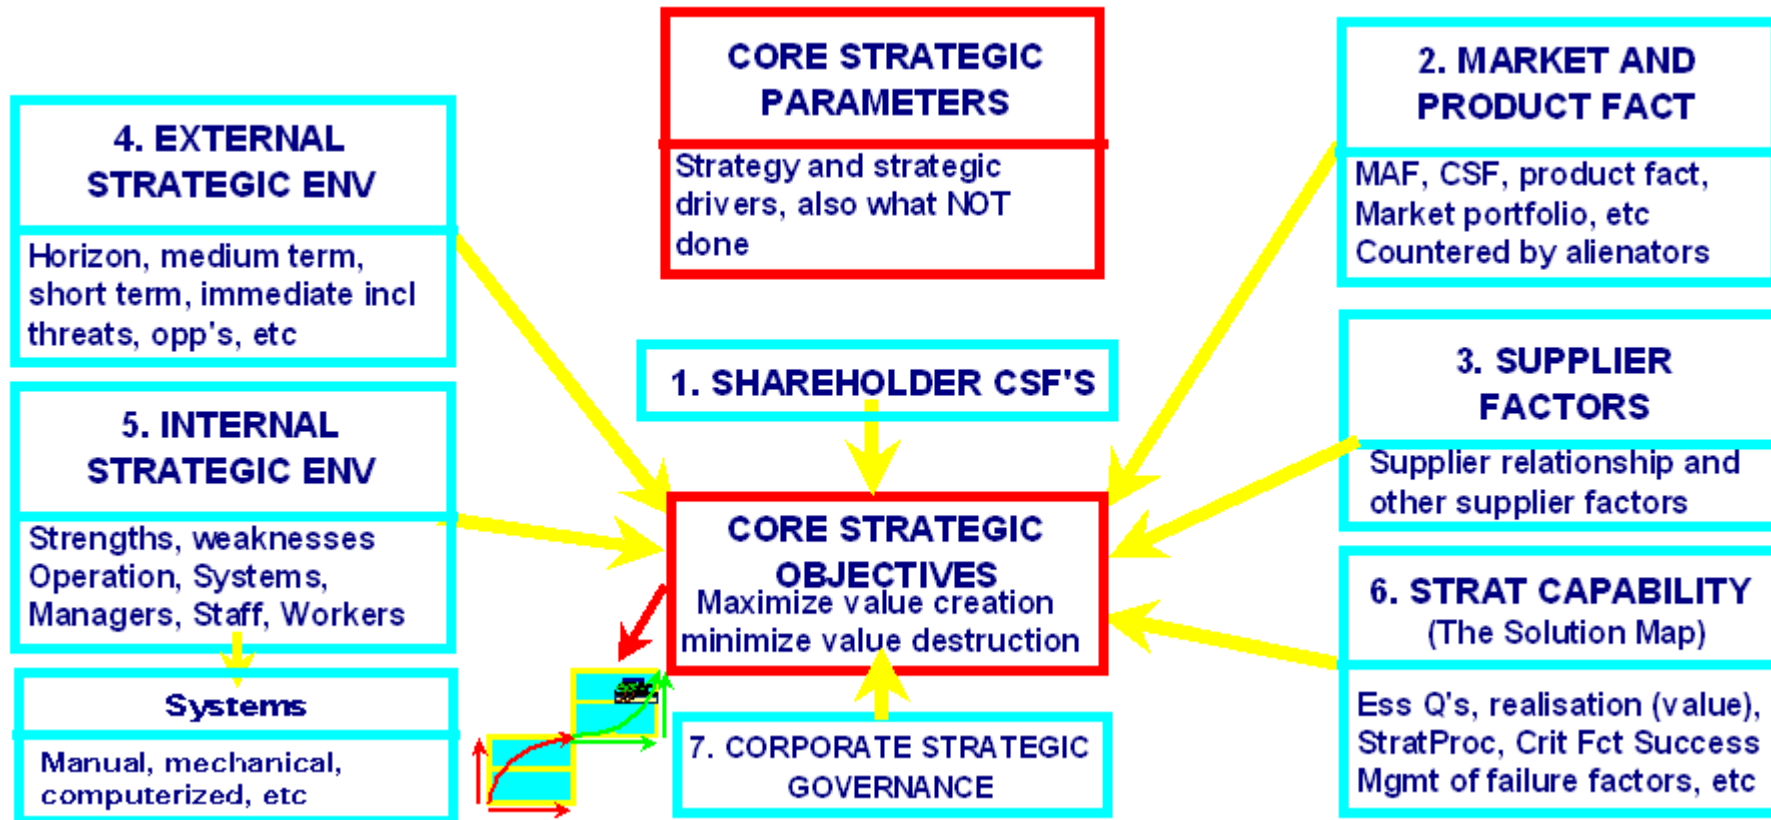 CORE STRATEGIC
PARAMETERS
Strategy and strategic
drivers, also what NOT
done
2. MARKET AND
PRODUCT FACT
MAF, CSF, product fact,
Market portfolio, etc
Countered by alienators
4. EXTERNAL
STRATEGIC ENV
Horizon, medium term,
short term, immediate incl
threats, opp's, etc
1. SHAREHOLDER CSF'S
3. SUPPLIER
FACTORS
Supplier relationship and
other supplier factors
5. INTERNAL
STRATEGIC ENV
Strengths, weaknesses
Operation, Systems,
Managers, Staff, Workers
CORE STRATEGIC
OBJECTIVES
Maximize value creation
minimize value destruction
6. STRAT CAPABILITY
(The Solution Map)
Ess Q's, realisation (value),
StratProc, Crit Fct Success
Mgmt of failure factors, etc
Systems
Manual, mechanical,
computerized, etc
7. CORPORATE STRATEGIC
GOVERNANCE